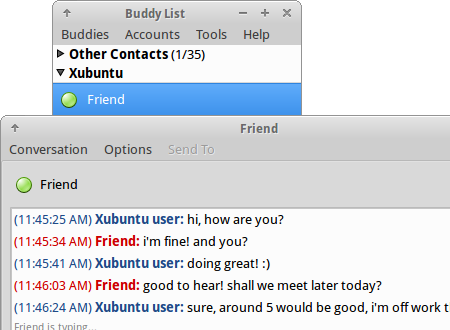 Buddy List
Buddies Accounts Tools Help
Other Contacts (1/35)
Xubuntu
Friend
Friend
Conversation Options Send To
Friend
(11:45:25 AM) Xubuntu user: hi, how are you?
(11:45:34 AM) Friend: i'm fine! and you?
(11:45:41 AM) Xubuntu user: doing great! :)
(11:46:03 AM) Friend: good to hear! shall we meet later today?
(11:46:24 AM) Xubuntu user: sure, around 5 would be good, i'm off work t
Friend is typing...